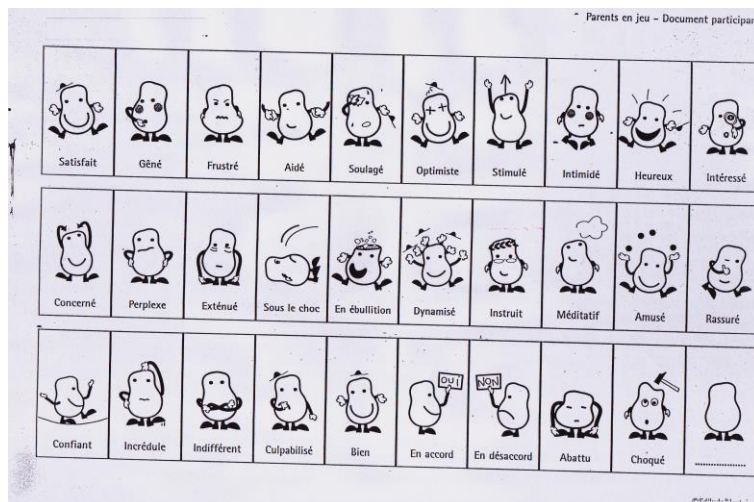 Parents en jeu – Document participan
Satisfait Gêné Frustré Aidé Soulagé Optimiste Stimulé Intimidé Heureux Intéressé
Concerné Perplexe Exténué Sous le choc En ébullition Dynamisé Instruit Méditatif Amusé Rassuré
OUI NON
Confiant Incrédule Indifférent Culpabilisé Bien En accord En désaccord Abattu Choqué ....................